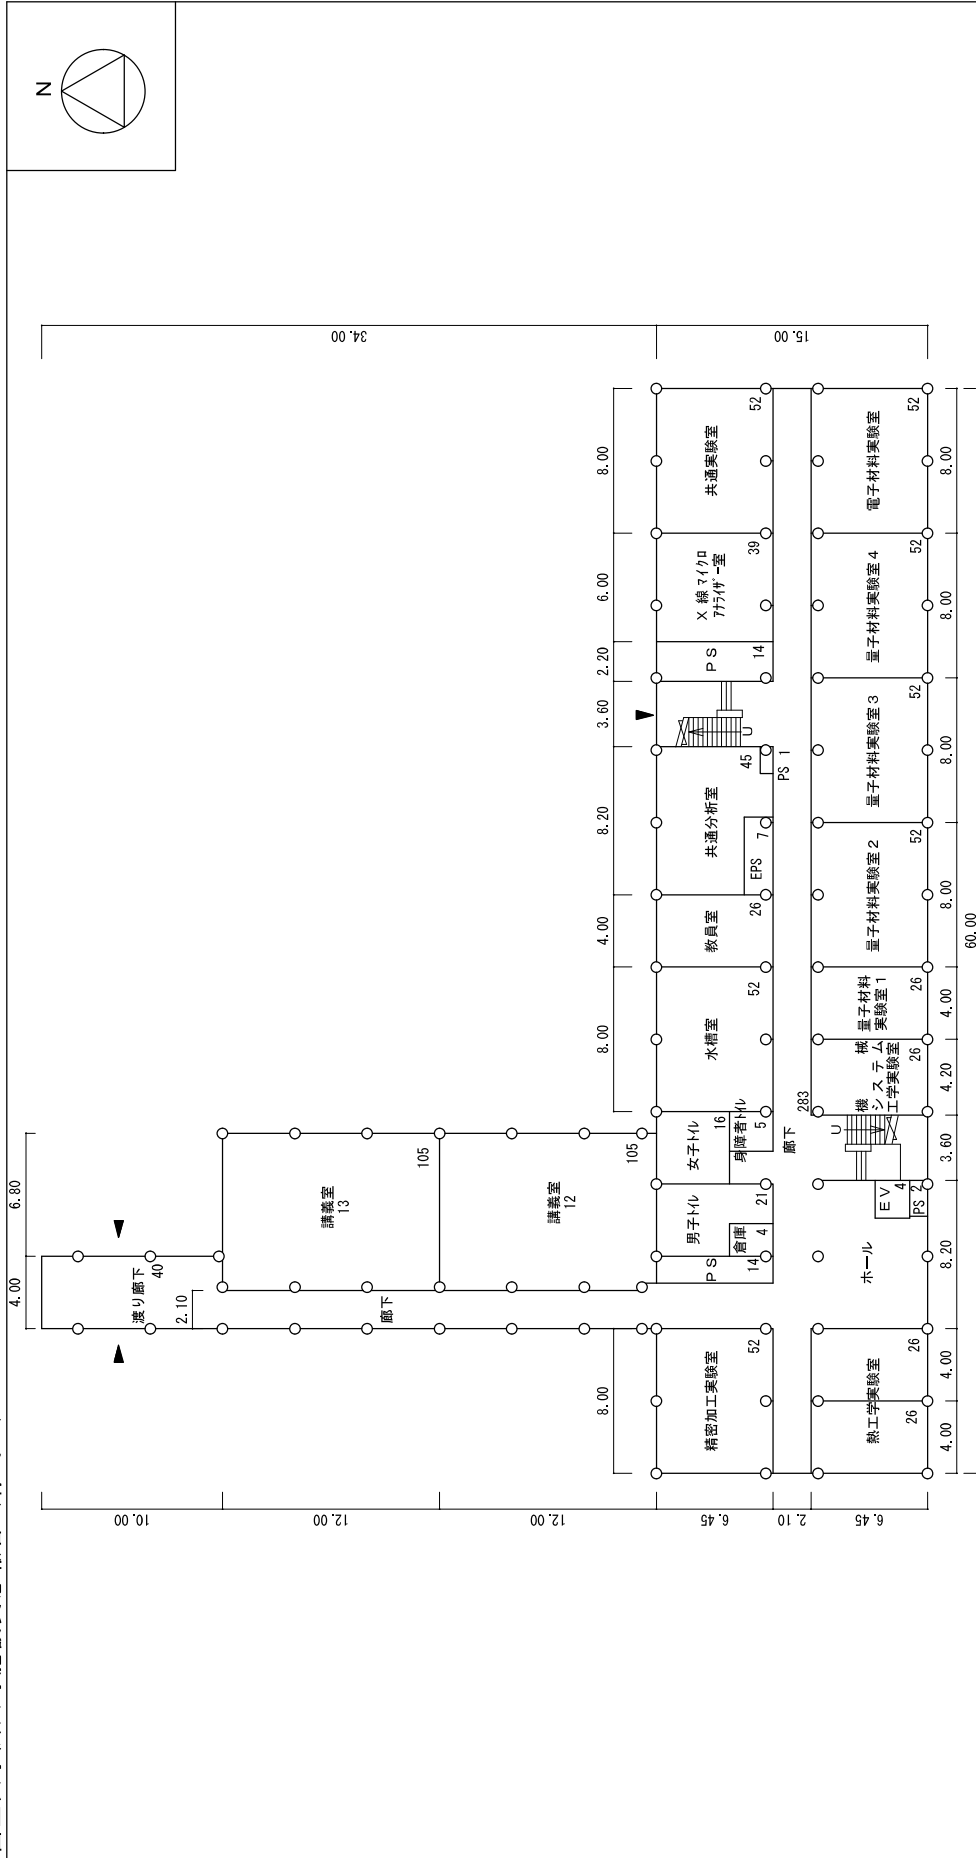 N
34.00
15.00
8.00
6.00
2.20
3.60
8.20
4.00
8.00
6.80
4.00
2.10
8.00
共通実験室
52
X 線 マイクロ
アナライザー室
39
PS
14
U
共通分析室
45
PS 1
EPS
7
教員室
26
水槽室
52
女子トイレ
16
身障者トイレ
5
男子トイレ
21
倉庫
4
PS
14
講義室
13
105
講義室
12
105
渡り廊下
40
廊下
廊下
283
精密加工実験室
52
電子材料実験室
52
量子材料実験室4
52
量子材料実験室3
52
量子材料実験室2
52
量子材料
実験室1
26
機械
システム
工学実験室
26
U
EV
4
PS 2
ホール
熱工学実験室
26
26
8.00
8.00
8.00
8.00
4.00
4.20
3.60
8.20
4.00
4.00
60.00
10.00
12.00
12.00
6.45
2.10
6.45